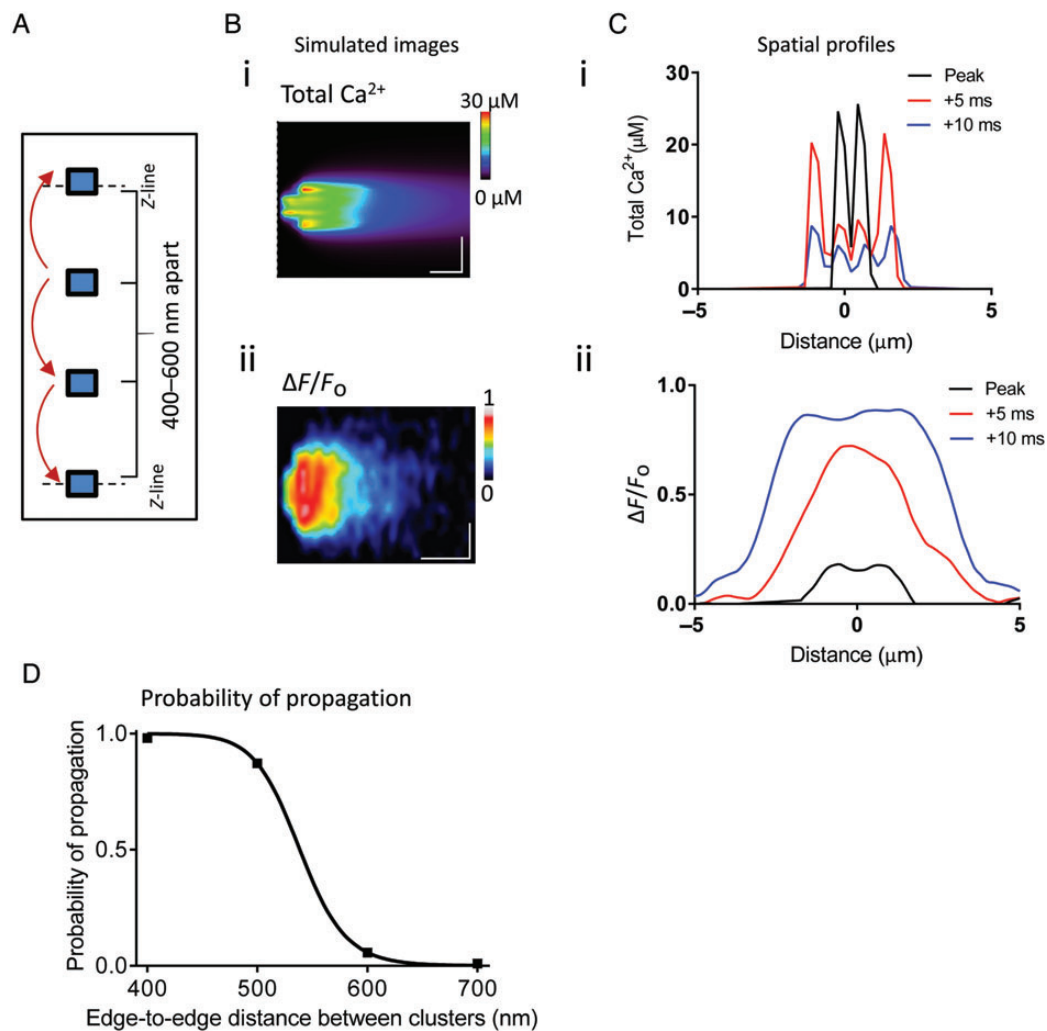 A
Z-line
400–600 nm apart
Z-line
B
Simulated images
i
Total Ca²⁺
30 μM
0 μM
ii
ΔF/Fo
1
0
C
Spatial profiles
i
Peak
+5 ms
+10 ms
Total Ca²⁺(μM)
30
20
10
0
–5
0
5
Distance (μm)
ii
Peak
+5 ms
+10 ms
ΔF/Fo
1.0
0.5
0.0
–5
0
5
Distance (μm)
D
Probability of propagation
Probability of propagation
1.0
0.5
0.0
400
500
600
700
Edge-to-edge distance between clusters (nm)